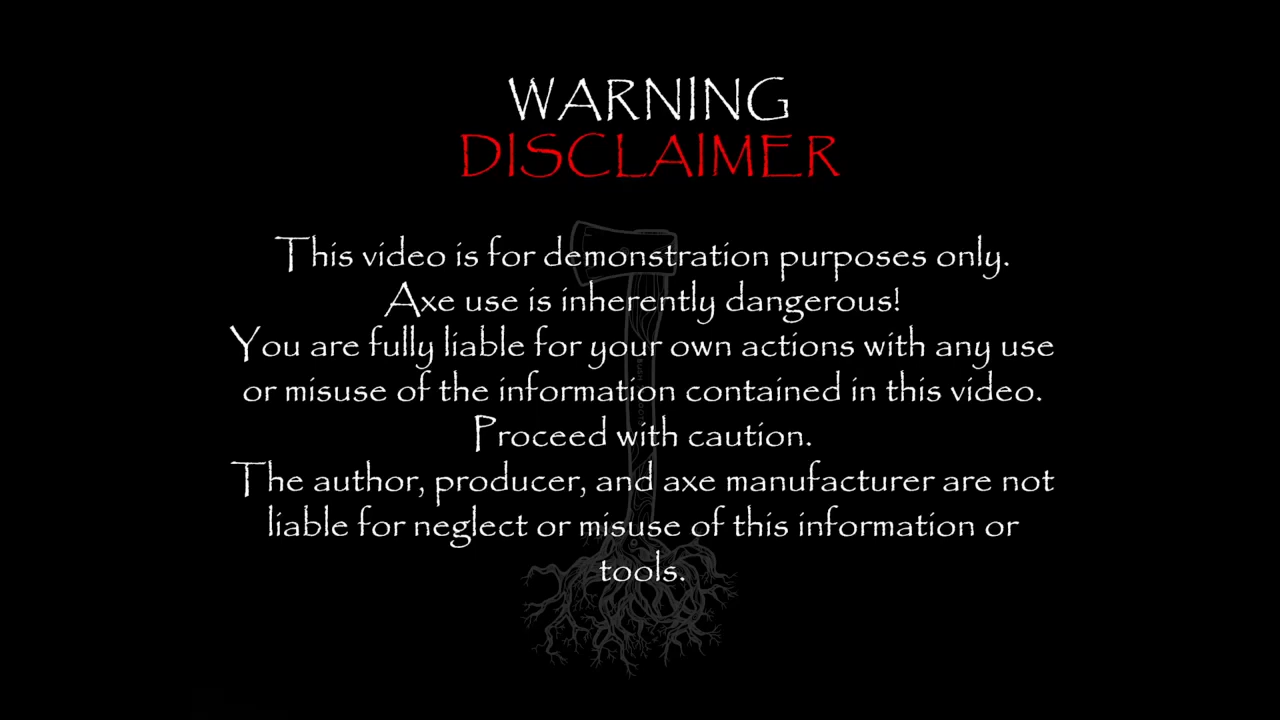 WARNING
DISCLAIMER
This video is for demonstration purposes only.
Axe use is inherently dangerous!
You are fully liable for your own actions with any use
or misuse of the information contained in this video.
Proceed with caution.
The author, producer, and axe manufacturer are not
liable for neglect or misuse of this information or
tools.